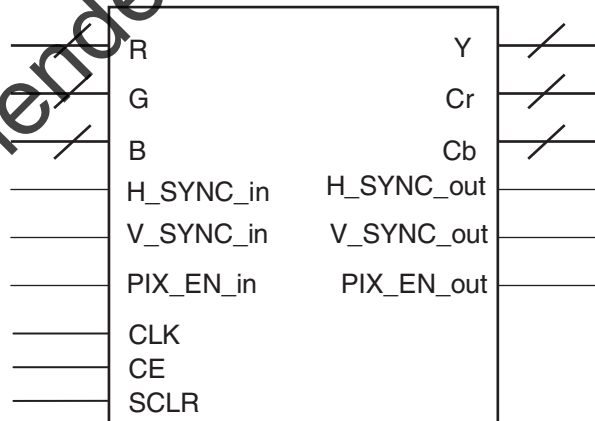 R Y
G Cr
B Cb
H_SYNC_in H_SYNC_out
V_SYNC_in V_SYNC_out
PIX_EN_in PIX_EN_out
CLK
CE
SCLR